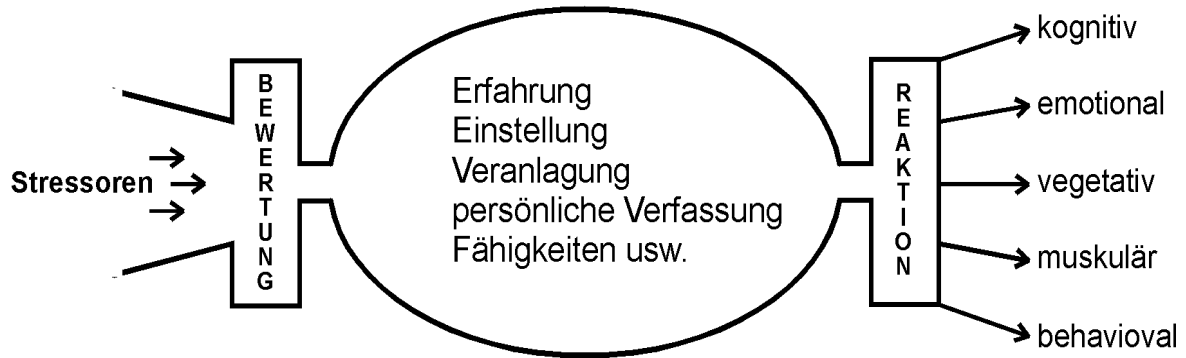 Stressoren
BEWERTUNG
Erfahrung
Einstellung
Veranlagung
persönliche Verfassung
Fähigkeiten usw.
REAKTION
kognitiv
emotional
vegetativ
muskulär
behavioval